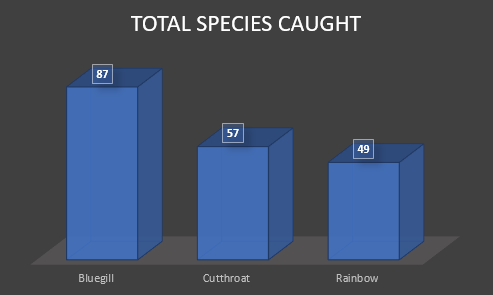 TOTAL SPECIES CAUGHT
87
57
49
Bluegill
Cutthroat
Rainbow